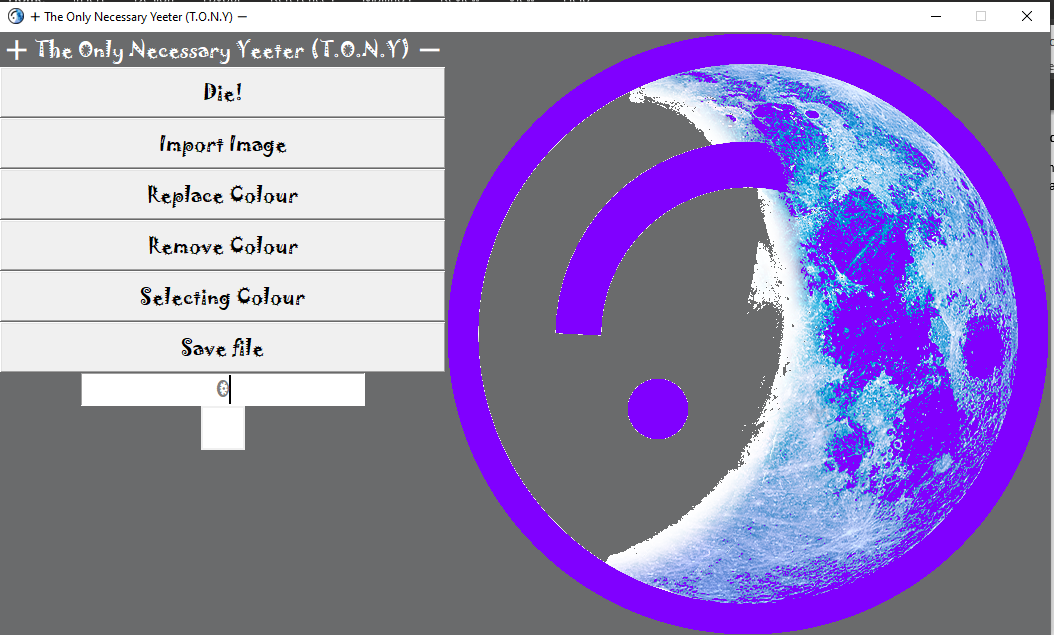 + The Only Necessary Yeeter (T.O.N.Y) −
+ The Only Necessary Yeeter (T.O.N.Y) −
Die!
Import Image
Replace Colour
Remove Colour
Selecting Colour
Save file
0